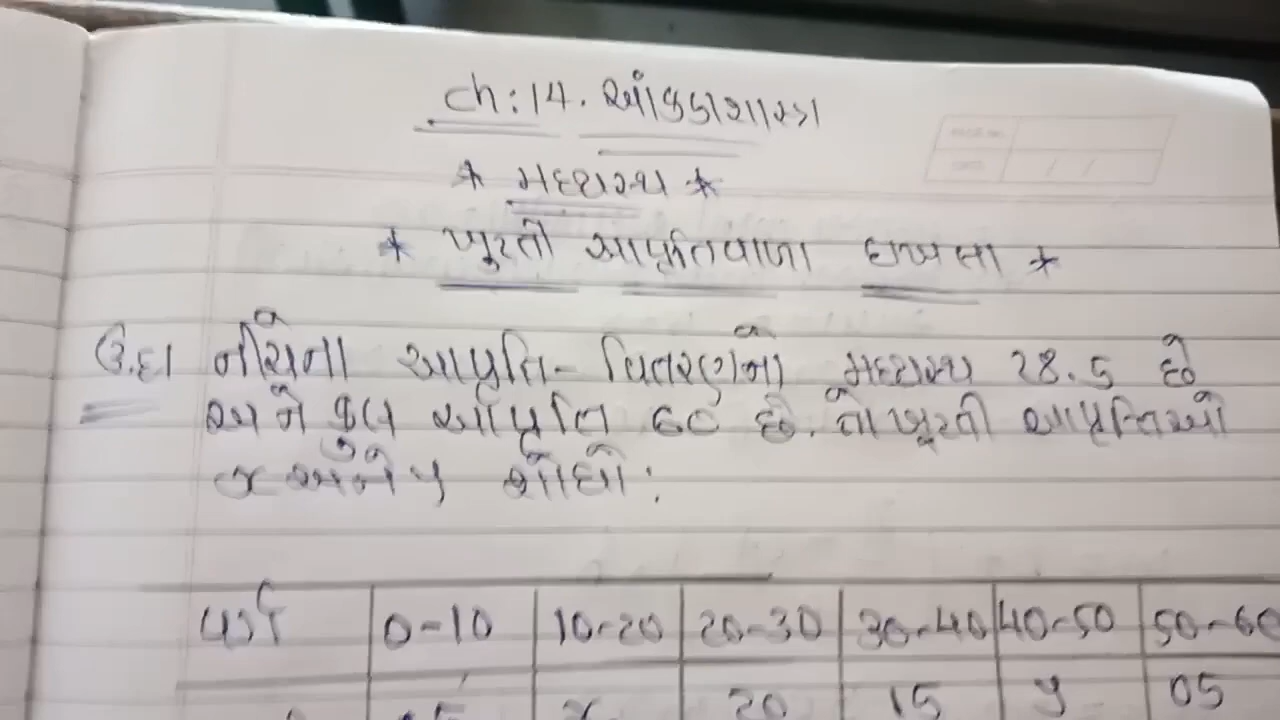 Ch: 14. આંકડાશાસ્ત્ર
* મધ્યસ્થ *
* ખૂટતી આવૃત્તિવાળા દાખલા *
ઉ.દા નીચેના આવૃત્તિ - વિતરણનો મધ્યસ્થ 28.5 છે
અને કુલ આવૃત્તિ 60 છે. તો ખૂટતી આવૃત્તિઓ
x અને y શોધો:
વર્ગ 0-10 10-20 20-30 30-40 40-50 50-60
05 x 20 15 y 05